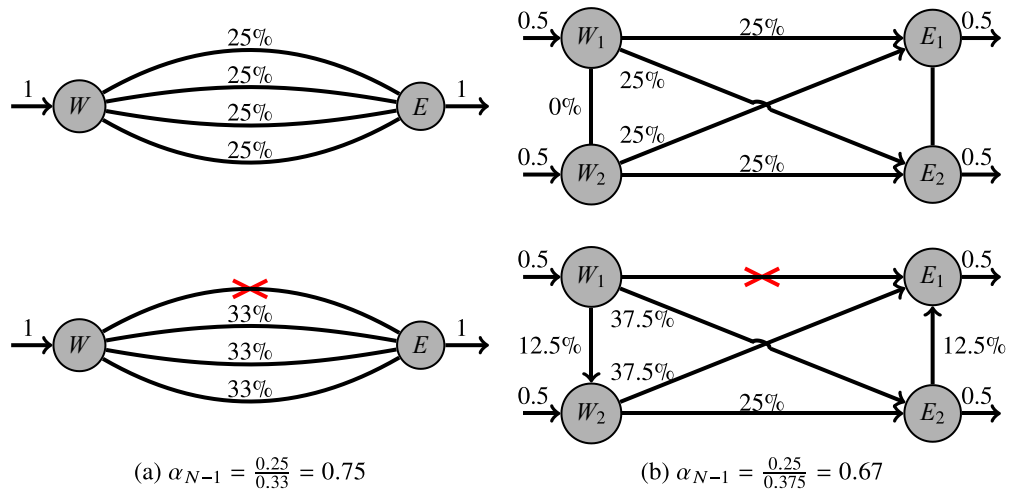 25%
25%
25%
25%
1 W E 1
0.5 W1 25% E1 0.5
25%
0%
25%
0.5 W2 25% E2 0.5
33%
33%
33%
1 W E 1
0.5 W1 E1 0.5
37.5%
12.5% 12.5%
37.5%
0.5 W2 25% E2 0.5
(a) α_{N−1} = 0.25/0.33 = 0.75
(b) α_{N−1} = 0.25/0.375 = 0.67